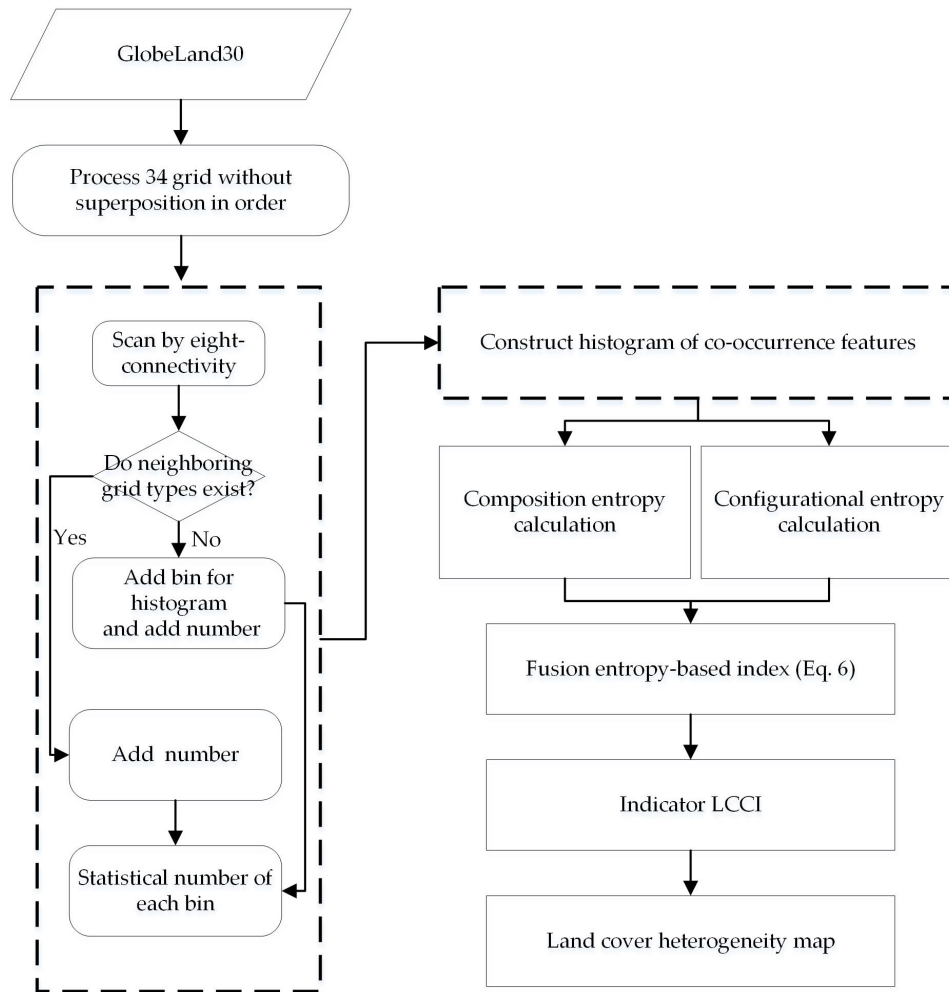 GlobeLand30
Process 34 grid without
superposition in order
Scan by eight-
connectivity
Do neighboring
grid types exist?
Yes
No
Add bin for
histogram
and add number
Add number
Statistical number of
each bin
Construct histogram of co-occurrence features
Composition entropy
calculation
Configurational entropy
calculation
Fusion entropy-based index (Eq. 6)
Indicator LCCI
Land cover heterogeneity map